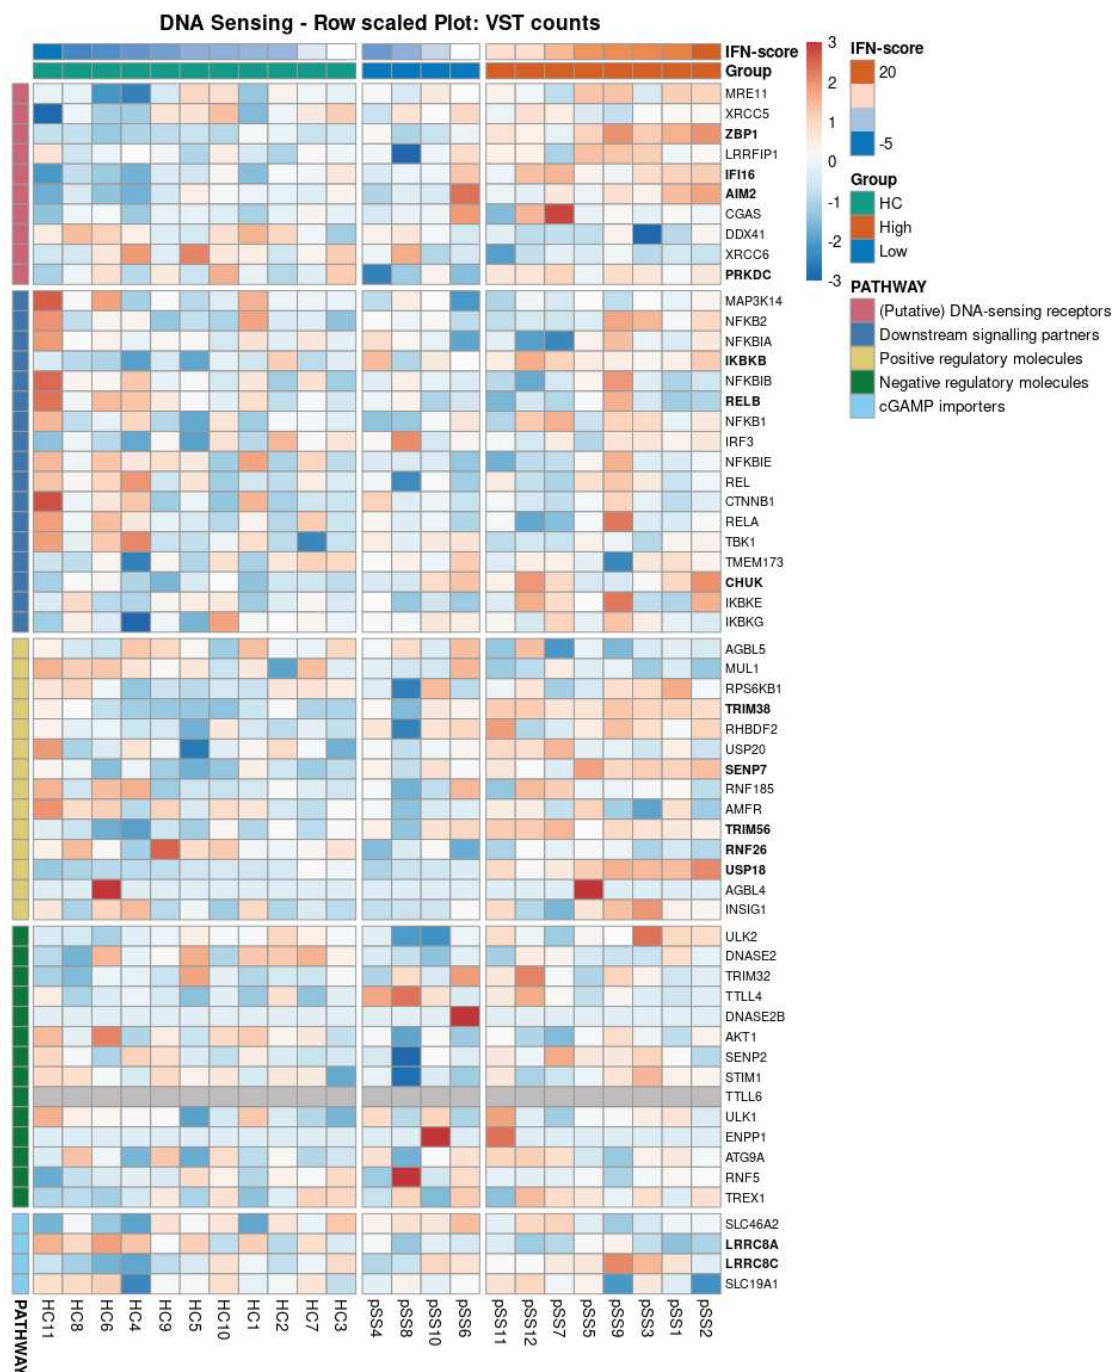 DNA Sensing - Row scaled Plot: VST counts
IFN-score
Group
MRE11
XRCC5
ZBP1
LRRFIP1
IFI16
AIM2
CGAS
DDX41
XRCC6
PRKDC
MAP3K14
NFKB2
NFKBIA
IKBKB
NFKBIB
RELB
NFKB1
IRF3
NFKBIE
REL
CTNNB1
RELA
TBK1
TMEM173
CHUK
IKBKE
IKBKG
AGBL5
MUL1
RPS6KB1
TRIM38
RHBDF2
USP20
SENP7
RNF185
AMFR
TRIM56
RNF26
USP18
AGBL4
INSIG1
ULK2
DNASE2
TRIM32
TTLL4
DNASE2B
AKT1
SENP2
STIM1
TTLL6
ULK1
ENPP1
ATG9A
RNF5
TREX1
SLC46A2
LRRC8A
LRRC8C
SLC19A1
PATHWAY
HC11
HC8
HC6
HC4
HC9
HC5
HC10
HC1
HC2
HC7
HC3
pSS4
pSS8
pSS10
pSS6
pSS11
pSS12
pSS7
pSS5
pSS9
pSS3
pSS1
pSS2
3
2
1
0
-1
-2
-3
IFN-score
20
-5
Group
HC
High
Low
PATHWAY
(Putative) DNA-sensing receptors
Downstream signalling partners
Positive regulatory molecules
Negative regulatory molecules
cGAMP importers